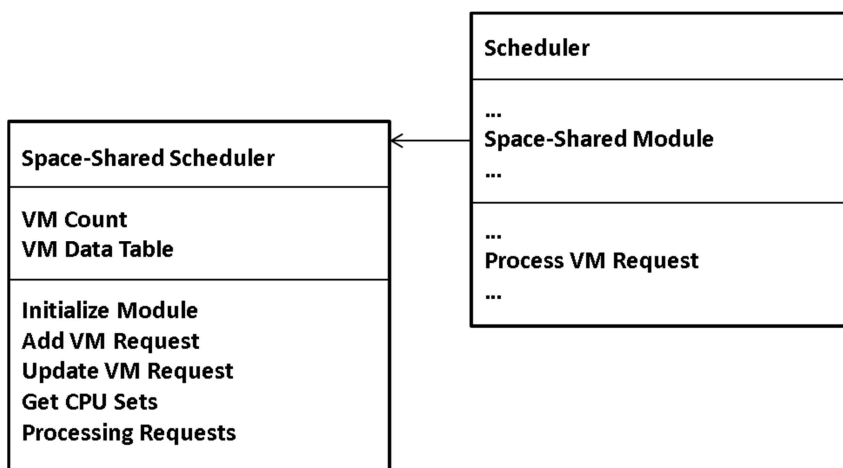 Scheduler
...
Space-Shared Module
...
...
Process VM Request
...
Space-Shared Scheduler
VM Count
VM Data Table
Initialize Module
Add VM Request
Update VM Request
Get CPU Sets
Processing Requests